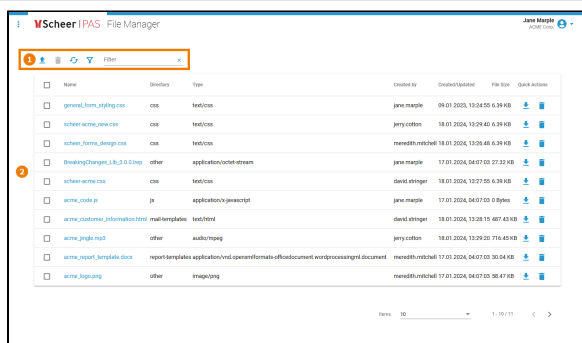 Scheer PAS File Manager
Jane Marple
ACME Corp.
1 Filter ×
Name Directory Type Created by Created/Updated File Size Quick Actions
general_form_styling.css css text/css jane.marple 09.01.2023, 13:24:55 6.39 KB
scheer-acme_new.css css text/css jerry.cotton 18.01.2024, 13:29:40 6.39 KB
scheer_forms_design.css css text/css meredith.mitchell 18.01.2024, 13:26:48 6.39 KB
BreakingChanges_Lib_3.0.0.lrep other application/octet-stream jane.marple 17.01.2024, 04:07:03 27.32 KB
2
scheer-acme.css css text/css david.stringer 18.01.2024, 13:27:55 6.39 KB
acme_code.js js application/x-javascript jane.marple 17.01.2024, 04:07:03 0 Bytes
acme_customer_information.html mail-templates text/html david.stringer 18.01.2024, 13:28:15 487.43 KB
acme_jingle.mp3 other audio/mpeg jerry.cotton 18.01.2024, 13:29:20 716.45 KB
acme_report_template.docx report-templates application/vnd.openxmlformats-officedocument.wordprocessingml.document meredith.mitchell 17.01.2024, 04:07:03 30.04 KB
acme_logo.png other image/png meredith.mitchell 17.01.2024, 04:07:03 58.47 KB
Items 10 1 - 10 / 11